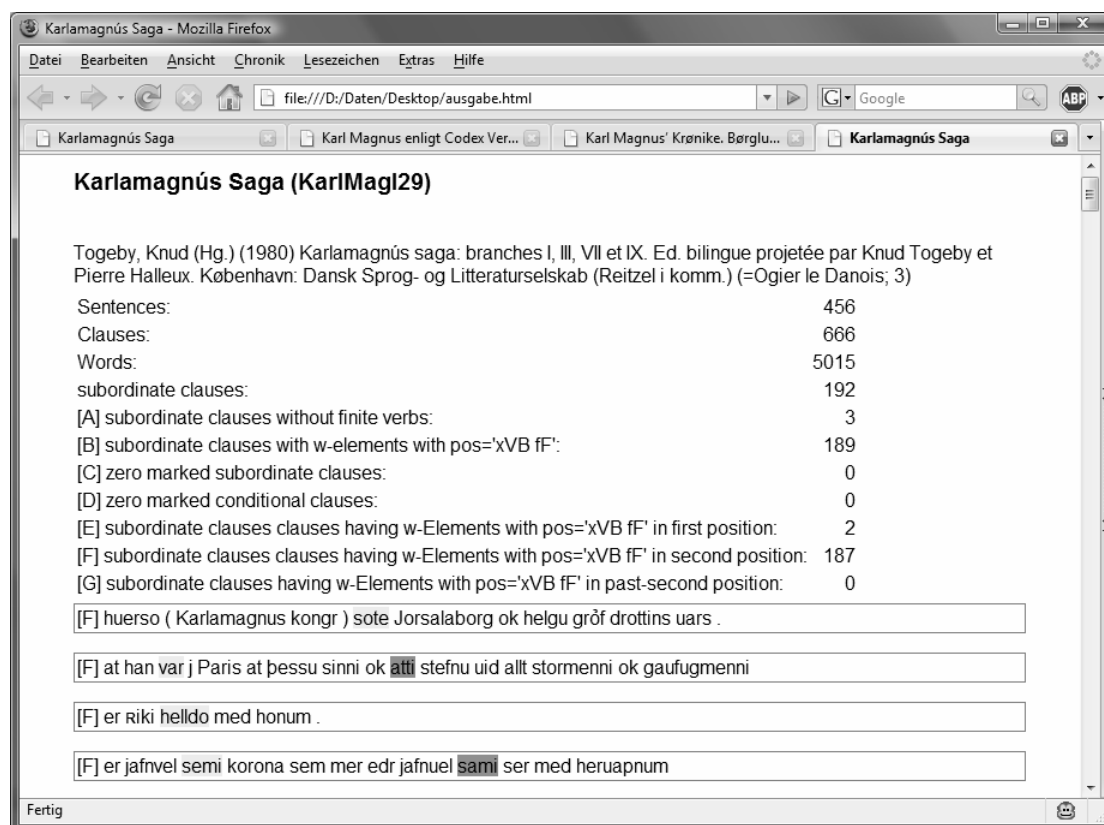 Karlamagnús Saga - Mozilla Firefox
Datei Bearbeiten Ansicht Chronik Lesezeichen Extras Hilfe
file:///D:/Daten/Desktop/ausgabe.html G Google ABP
Karlamagnús Saga Karl Magnus enligt Codex Ver... Karl Magnus' Krønike. Børglu... Karlamagnús Saga
Karlamagnús Saga (KarlMagI29)
Togeby, Knud (Hg.) (1980) Karlamagnús saga: branches I, III, VII et IX. Ed. bilingue projetée par Knud Togeby et
Pierre Halleux. København: Dansk Sprog- og Litteraturselskab (Reitzel i komm.) (=Ogier le Danois; 3)
Sentences: 456
Clauses: 666
Words: 5015
subordinate clauses: 192
[A] subordinate clauses without finite verbs: 3
[B] subordinate clauses with w-elements with pos='xVB fF': 189
[C] zero marked subordinate clauses: 0
[D] zero marked conditional clauses: 0
[E] subordinate clauses clauses having w-Elements with pos='xVB fF' in first position: 2
[F] subordinate clauses clauses having w-Elements with pos='xVB fF' in second position: 187
[G] subordinate clauses having w-Elements with pos='xVB fF' in past-second position: 0
[F] huerso ( Karlamagnus kongr ) sote Jorsalaborg ok helgu grỏf drottins uars .
[F] at han var j Paris at þessu sinni ok atti stefnu uid allt stormenni ok gaufugmenni
[F] er ʀiki helldo med honum .
[F] er jafnvel semi korona sem mer edr jafnuel sami ser med heruapnum
Fertig